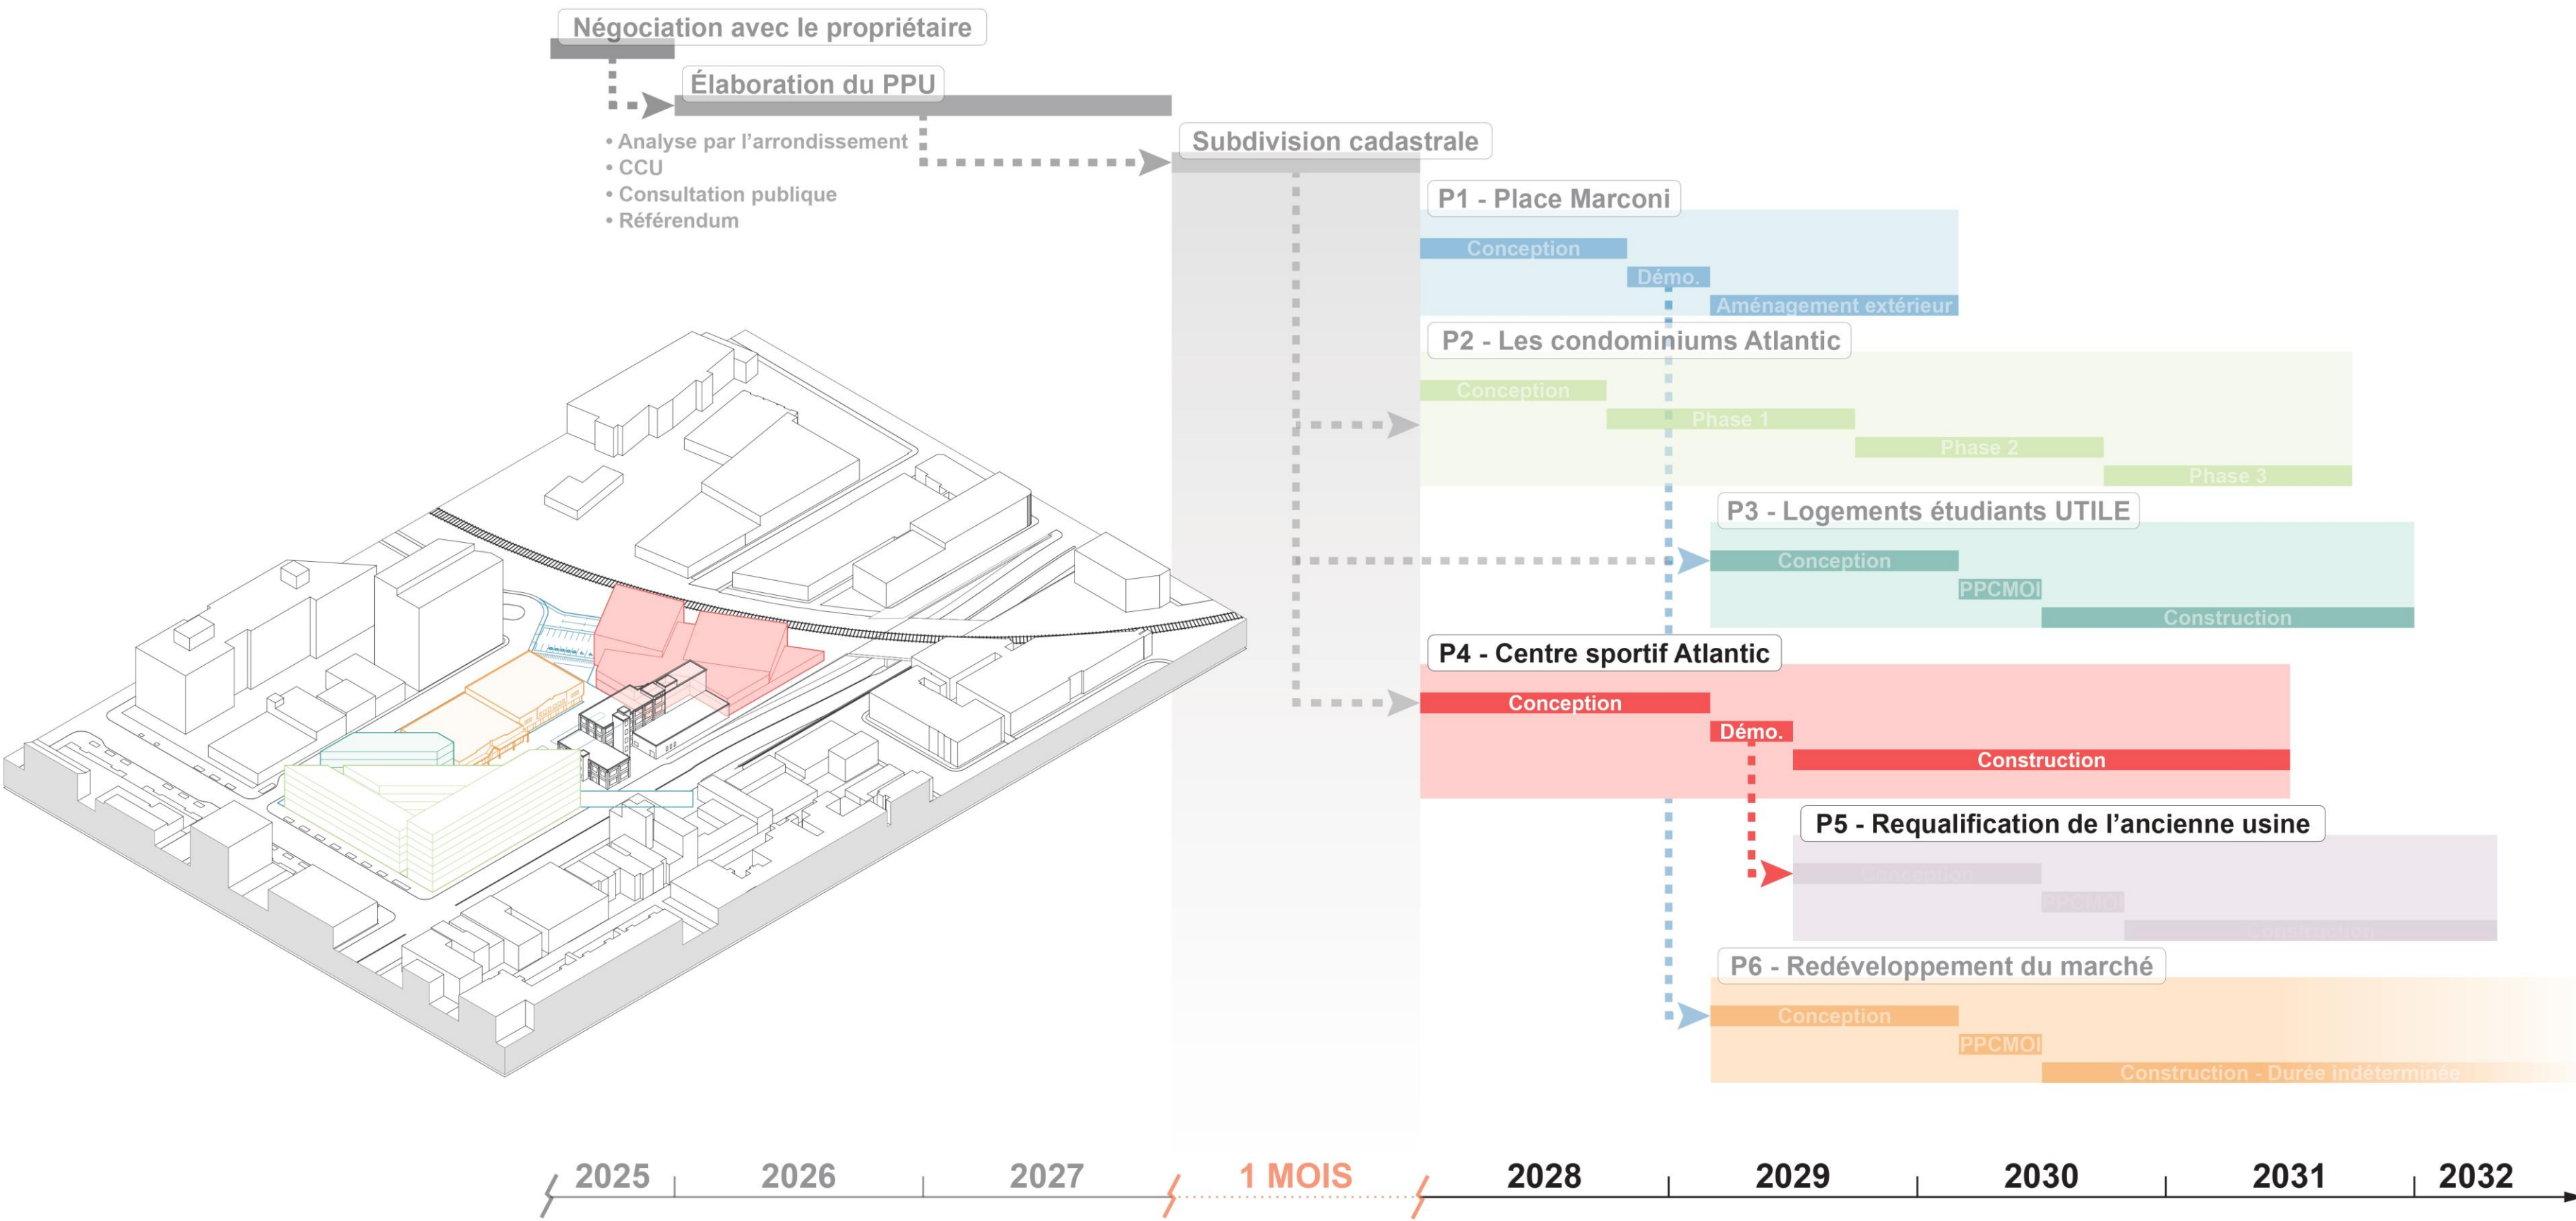 Négociation avec le propriétaire
Élaboration du PPU
• Analyse par l'arrondissement
• CCU
• Consultation publique
• Référendum
Subdivision cadastrale
P1 - Place Marconi
Conception
Démo.
Aménagement extérieur
P2 - Les condominiums Atlantic
Conception
Phase 1
Phase 2
Phase 3
P3 - Logements étudiants UTILE
Conception
PPCMOI
Construction
P4 - Centre sportif Atlantic
Conception
Démo.
Construction
P5 - Requalification de l'ancienne usine
Conception
PPCMOI
Construction
P6 - Redéveloppement du marché
Conception
PPCMOI
Construction - Durée indéterminée
2025
2026
2027
1 MOIS
2028
2029
2030
2031
2032